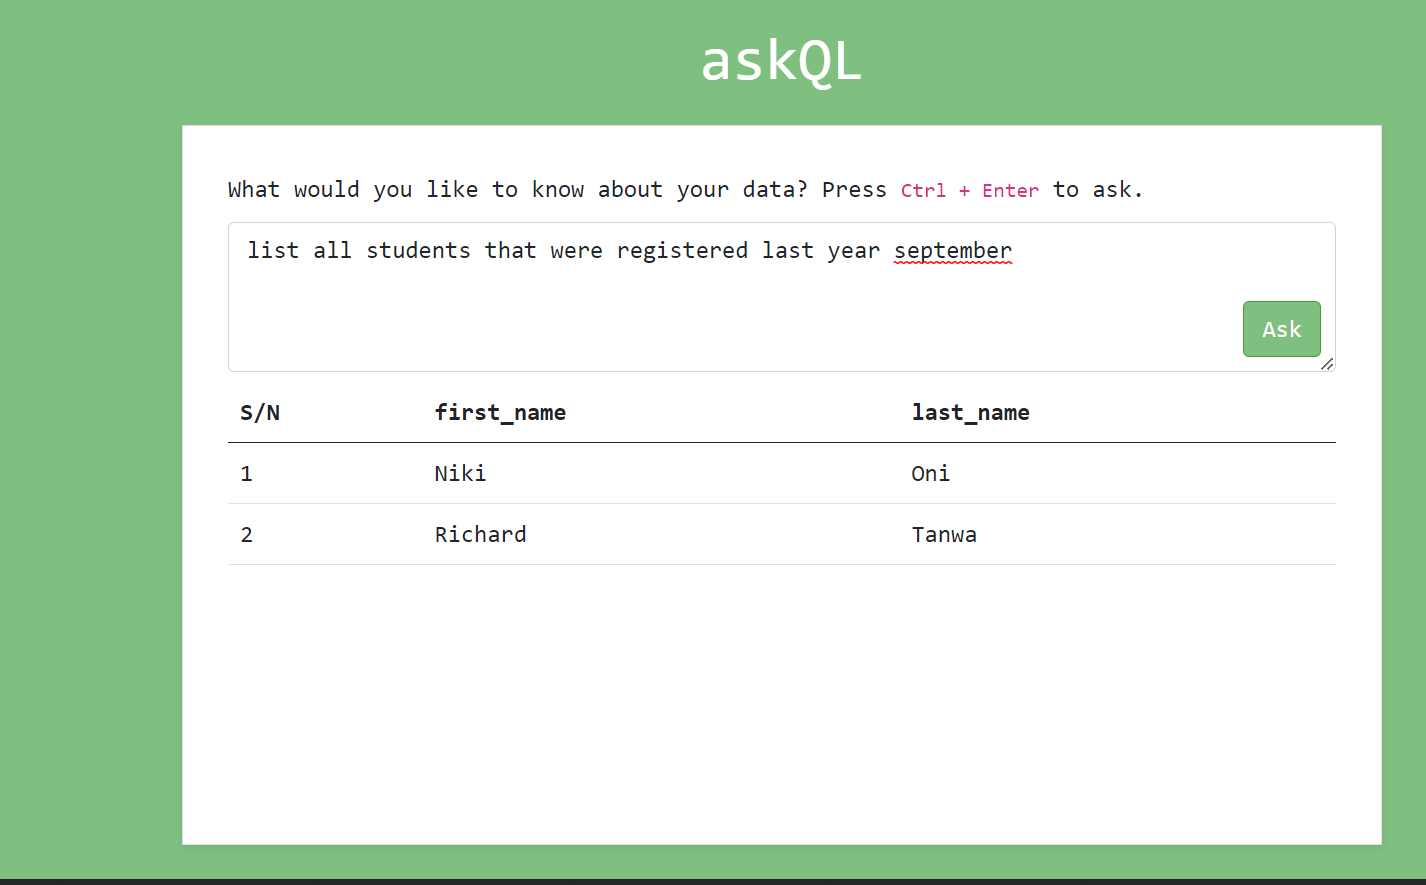 askQL
What would you like to know about your data? Press Ctrl + Enter to ask.
list all students that were registered last year september
Ask
S/N first_name last_name
1 Niki Oni
2 Richard Tanwa